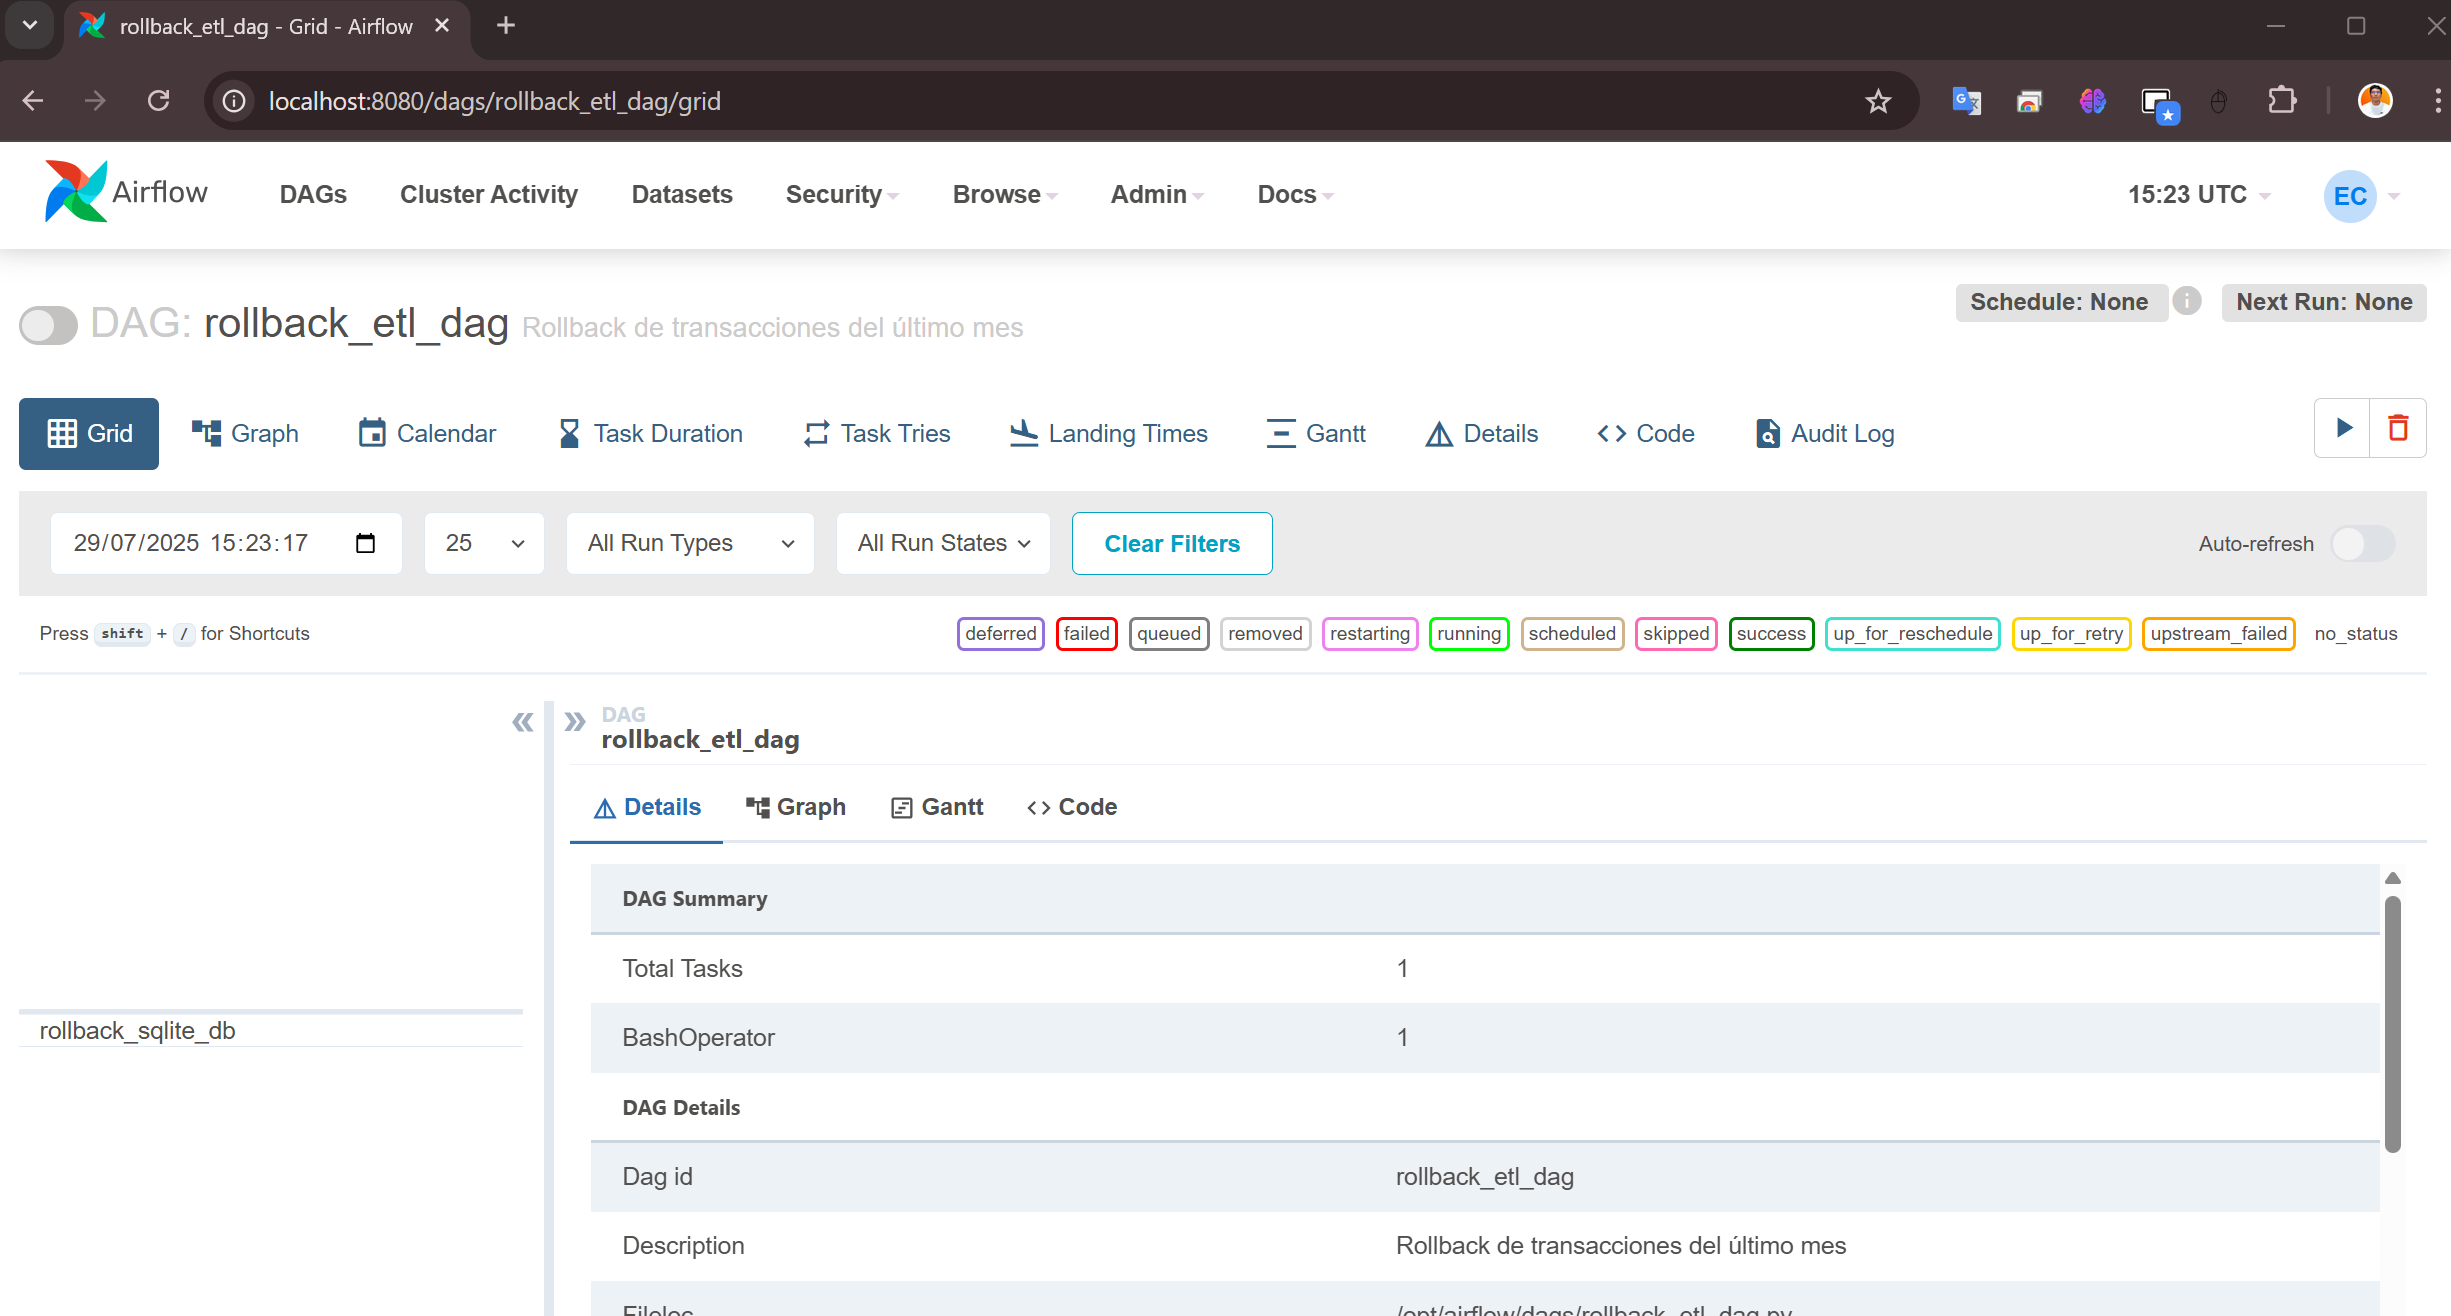 rollback_etl_dag - Grid - Airflow
localhost:8080/dags/rollback_etl_dag/grid
Airflow DAGs Cluster Activity Datasets Security Browse Admin Docs 15:23 UTC EC
DAG: rollback_etl_dag Rollback de transacciones del último mes Schedule: None i Next Run: None
Grid Graph Calendar Task Duration Task Tries Landing Times Gantt Details Code Audit Log
29/07/2025 15:23:17 25 All Run Types All Run States Clear Filters Auto-refresh
Press shift + / for Shortcuts deferred failed queued removed restarting running scheduled skipped success up_for_reschedule up_for_retry upstream_failed no_status
DAG
rollback_etl_dag
Details Graph Gantt Code
DAG Summary
Total Tasks 1
rollback_sqlite_db
BashOperator 1
DAG Details
Dag id rollback_etl_dag
Description Rollback de transacciones del último mes
Fileloc /opt/airflow/dags/rollback_etl_dag.py